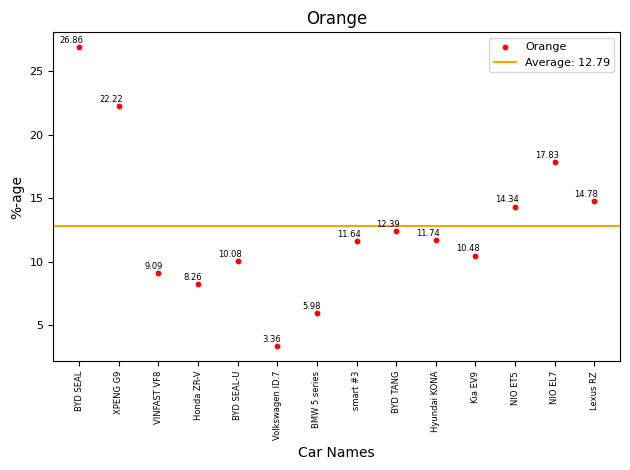 Orange
Orange
Average: 12.79
%-age
25
20
15
10
5
26.86
22.22
9.09
8.26
10.08
3.36
5.98
11.64
12.39
11.74
10.48
14.34
17.83
14.78
BYD SEAL
XPENG G9
VINFAST VF8
Honda ZR-V
BYD SEAL-U
Volkswagen ID.7
BMW 5 series
smart #3
BYD TANG
Hyundai KONA
Kia EV9
NIO ET5
NIO EL7
Lexus RZ
Car Names